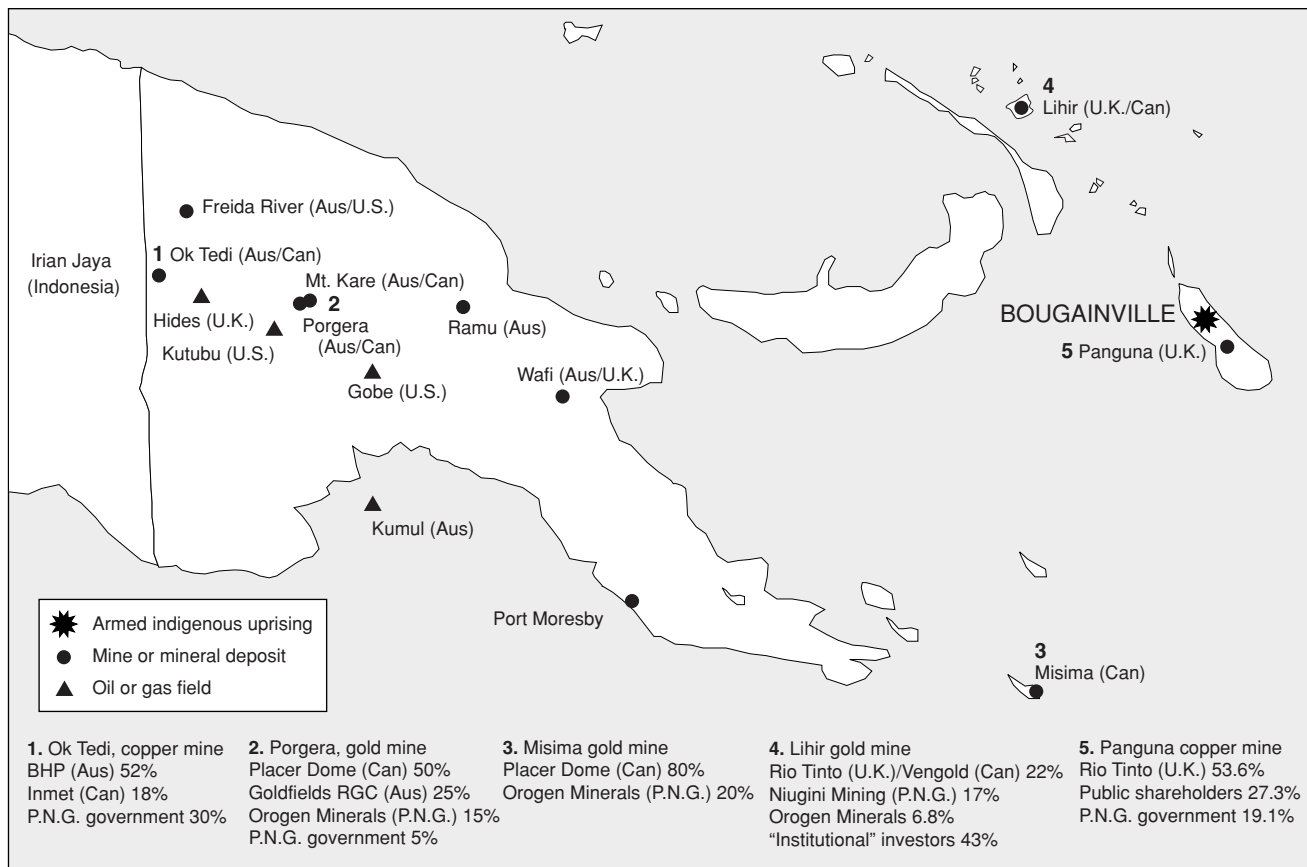 4
Lihir (U.K./Can)
Freida River (Aus/U.S.)
1 Ok Tedi (Aus/Can)
Irian Jaya
(Indonesia)
Mt. Kare (Aus/Can)
2
Hides (U.K.)
Porgera
(Aus/Can)
Ramu (Aus)
BOUGAINVILLE
Kutubu (U.S.)
5 Panguna (U.K.)
Wafi (Aus/U.K.)
Gobe (U.S.)
Kumul (Aus)
Port Moresby
3
Misima (Can)
Armed indigenous uprising
Mine or mineral deposit
Oil or gas field
1. Ok Tedi, copper mine
BHP (Aus) 52%
Inmet (Can) 18%
P.N.G. government 30%
2. Porgera, gold mine
Placer Dome (Can) 50%
Goldfields RGC (Aus) 25%
Orogen Minerals (P.N.G.) 15%
P.N.G. government 5%
3. Misima gold mine
Placer Dome (Can) 80%
Orogen Minerals (P.N.G.) 20%
4. Lihir gold mine
Rio Tinto (U.K.)/Vengold (Can) 22%
Niugini Mining (P.N.G.) 17%
Orogen Minerals 6.8%
“Institutional” investors 43%
5. Panguna copper mine
Rio Tinto (U.K.) 53.6%
Public shareholders 27.3%
P.N.G. government 19.1%